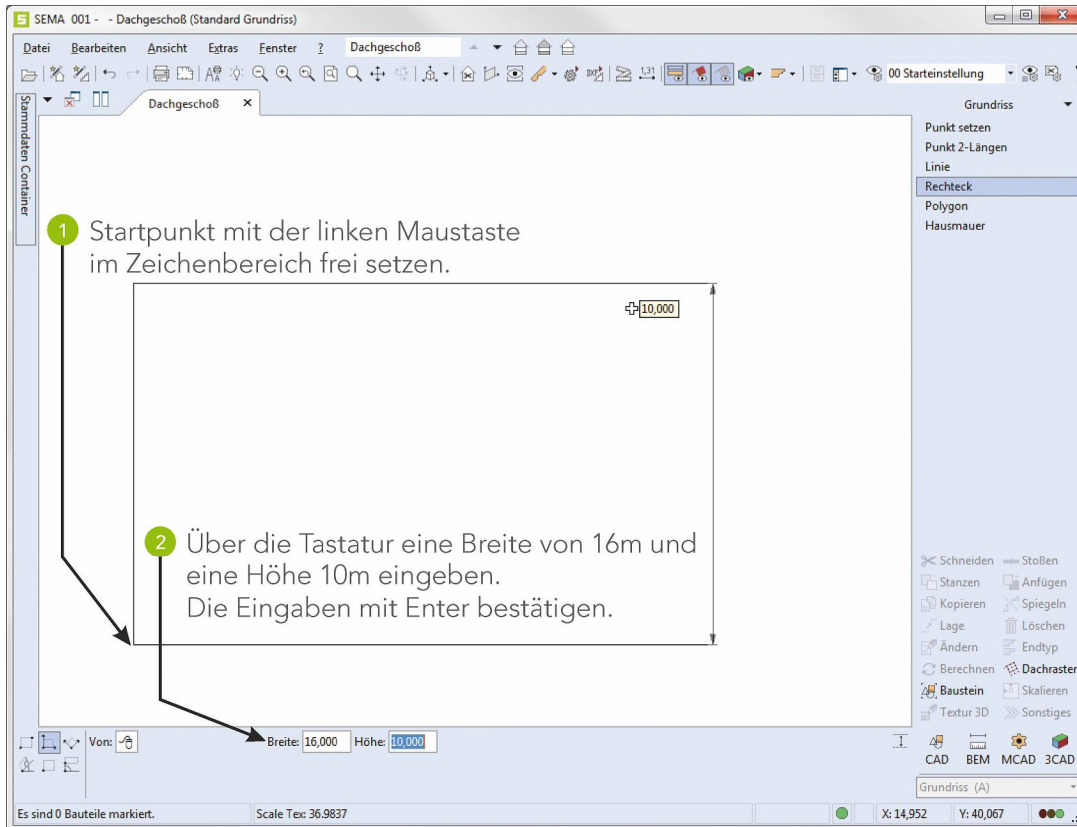 SEMA 001 - - Dachgeschoß (Standard Grundriss)
Datei Bearbeiten Ansicht Extras Fenster ? Dachgeschoß
00 Starteinstellung
Stammdaten Container
Dachgeschoß
Grundriss
Punkt setzen
Punkt 2-Längen
Linie
Rechteck
Polygon
Hausmauer
1 Startpunkt mit der linken Maustaste
im Zeichenbereich frei setzen.
10,000
2 Über die Tastatur eine Breite von 16m und
eine Höhe 10m eingeben.
Die Eingaben mit Enter bestätigen.
Schneiden Stoßen
Stanzen Anfügen
Kopieren Spiegeln
Lage Löschen
Ändern Endtyp
Berechnen Dachraster
Baustein Skalieren
Textur 3D Sonstiges
Von: Breite: 16,000 Höhe: 10,000
CAD BEM MCAD 3CAD
Grundriss (A)
Es sind 0 Bauteile markiert. Scale Tex: 36.9837 X: 14,952 Y: 40,067